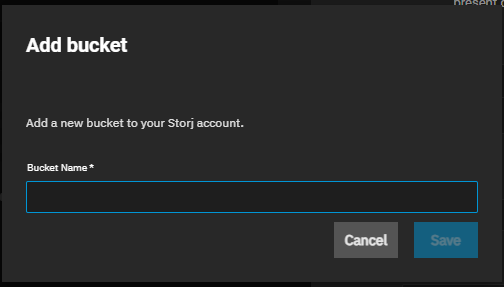 present
Add bucket
Add a new bucket to your Storj account.
Bucket Name *
Cancel
Save